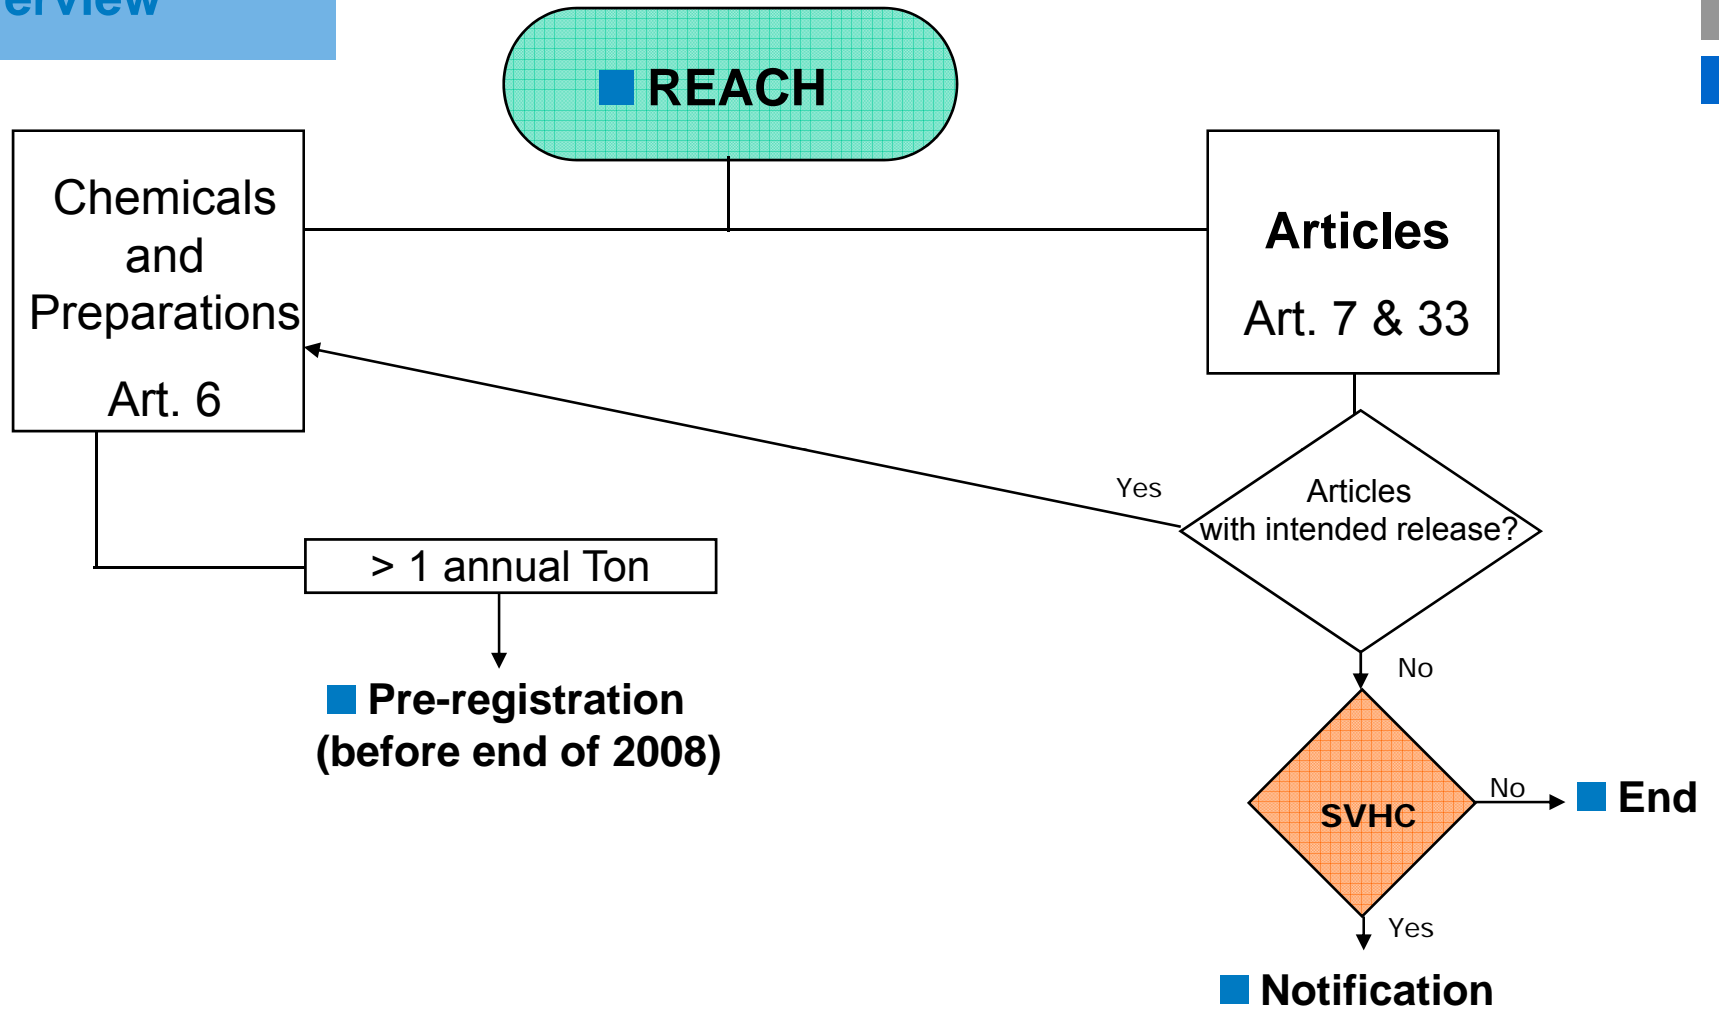 REACH
Chemicals
and
Preparations
Art. 6
Articles
Art. 7 & 33
Yes
Articles
with intended release?
> 1 annual Ton
No
Pre-registration
(before end of 2008)
SVHC
No
End
Yes
Notification